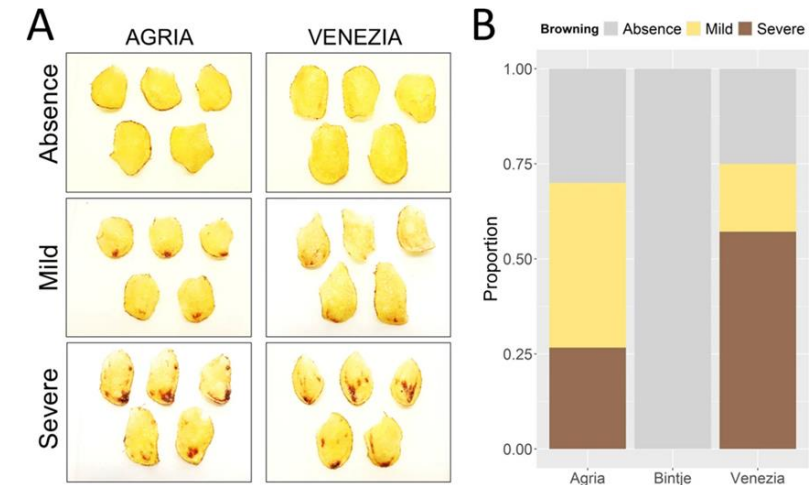 A
AGRIA
VENEZIA
Absence
Mild
Severe
B
Browning Absence Mild Severe
Proportion
1.00
0.75
0.50
0.25
0.00
Agria
Bintje
Venezia